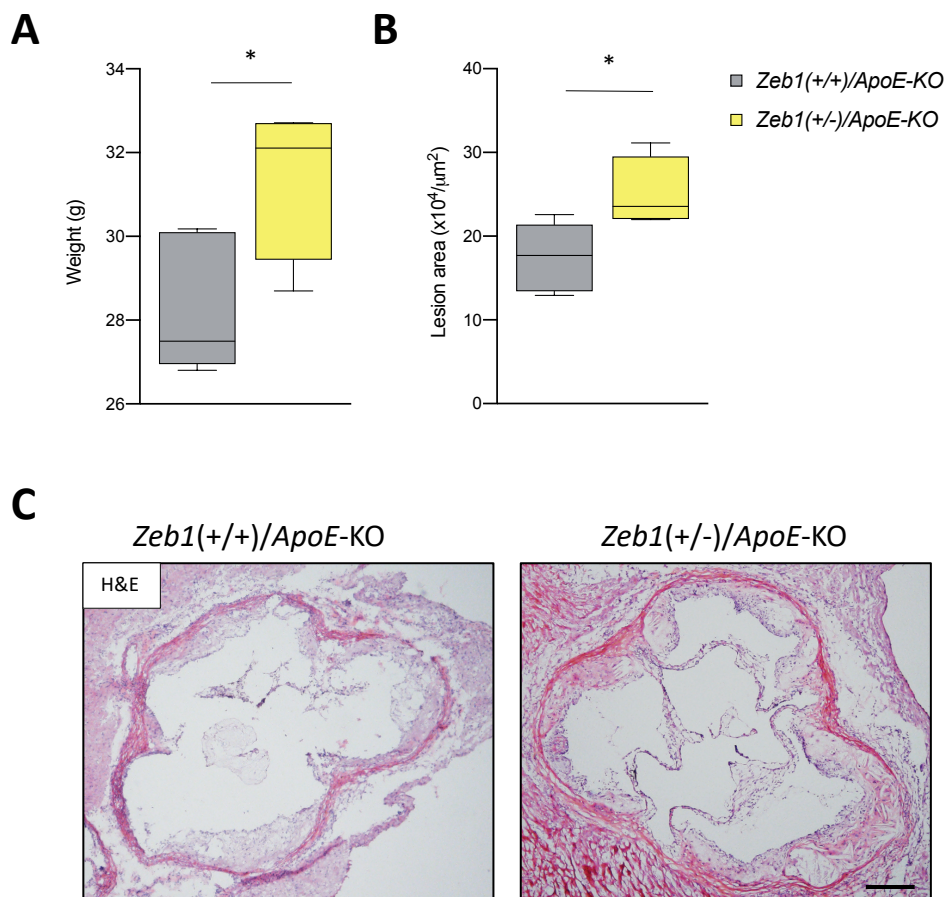 A
*
Weight (g)
34
32
30
28
26
B
*
Lesion area (x10⁴/μm²)
40
30
20
10
0
Zeb1(+/+)/ApoE-KO
Zeb1(+/-)/ApoE-KO
C
Zeb1(+/+)/ApoE-KO
Zeb1(+/-)/ApoE-KO
H&E